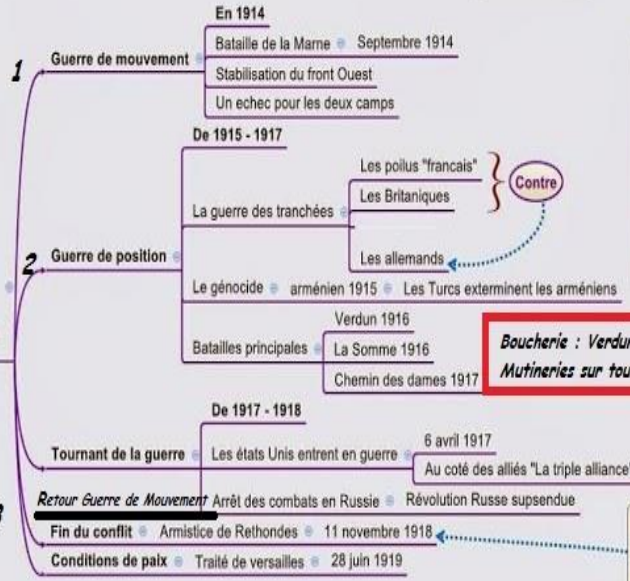 1
Guerre de mouvement
En 1914
Bataille de la Marne
Septembre 1914
Stabilisation du front Ouest
Un echec pour les deux camps
2
Guerre de position
De 1915 - 1917
La guerre des tranchées
Les poilus "francais"
Les Britaniques
Contre
Les allemands
Le génocide
arménien 1915
Les Turcs exterminent les arméniens
Batailles principales
Verdun 1916
La Somme 1916
Chemin des dames 1917
Boucherie : Verdun
Mutineries sur tou
Tournant de la guerre
De 1917 - 1918
Les états Unis entrent en guerre
6 avril 1917
Au coté des alliés "La triple alliance"
3
Retour Guerre de Mouvement
Arrêt des combats en Russie
Révolution Russe supsendue
Fin du conflit
Armistice de Rethondes
11 novembre 1918
Conditions de paix
Traité de versailles
28 juin 1919